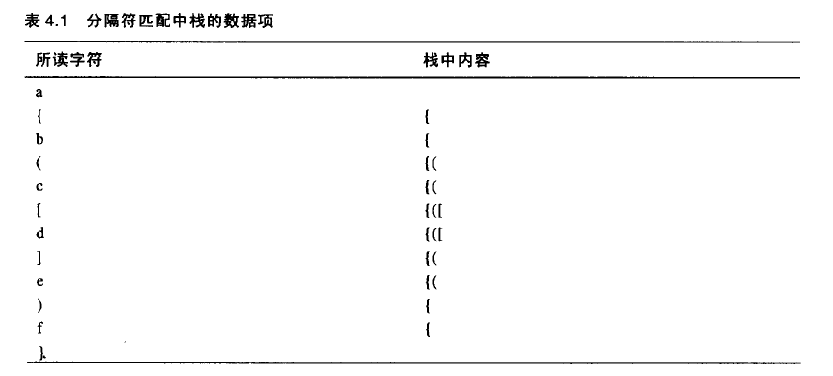 表 4.1 分隔符匹配中栈的数据项
所读字符 栈中内容
a
{ {
b {
( {(
c {(
[ {([
d {([
] {(
e {(
) {
f {
}